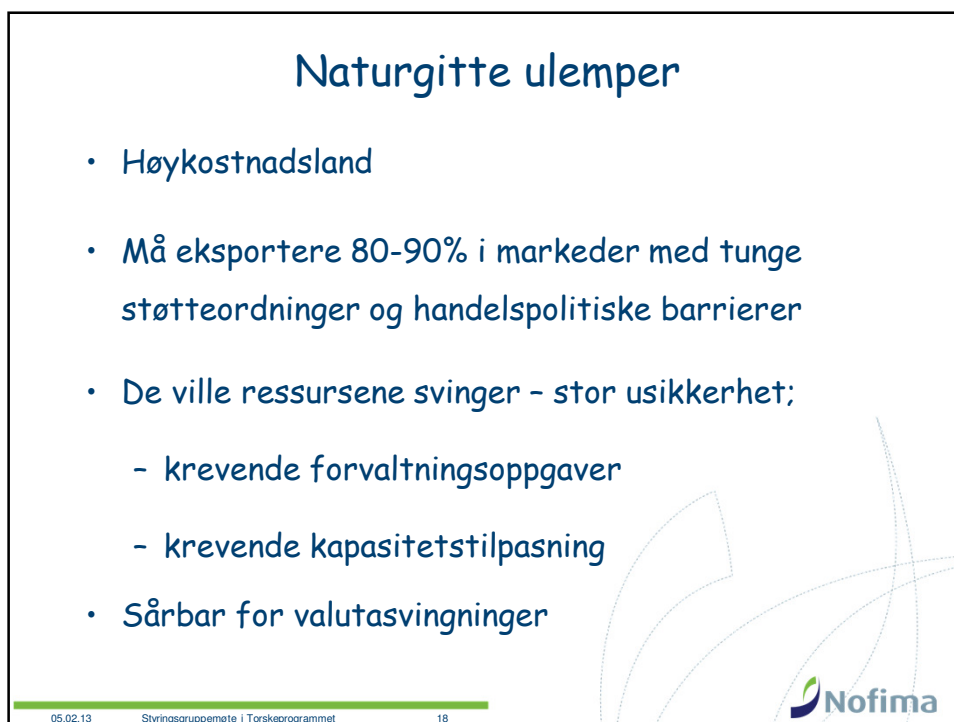 Naturgitte ulemper
• Høykostnadsland
• Må eksportere 80-90% i markeder med tunge
støtteordninger og handelspolitiske barrierer
• De ville ressursene svinger – stor usikkerhet;
– krevende forvaltningsoppgaver
– krevende kapasitetstilpasning
• Sårbar for valutasvingninger
05.02.13 Styringsgruppemøte i Torskeprogrammet 18
Nofima